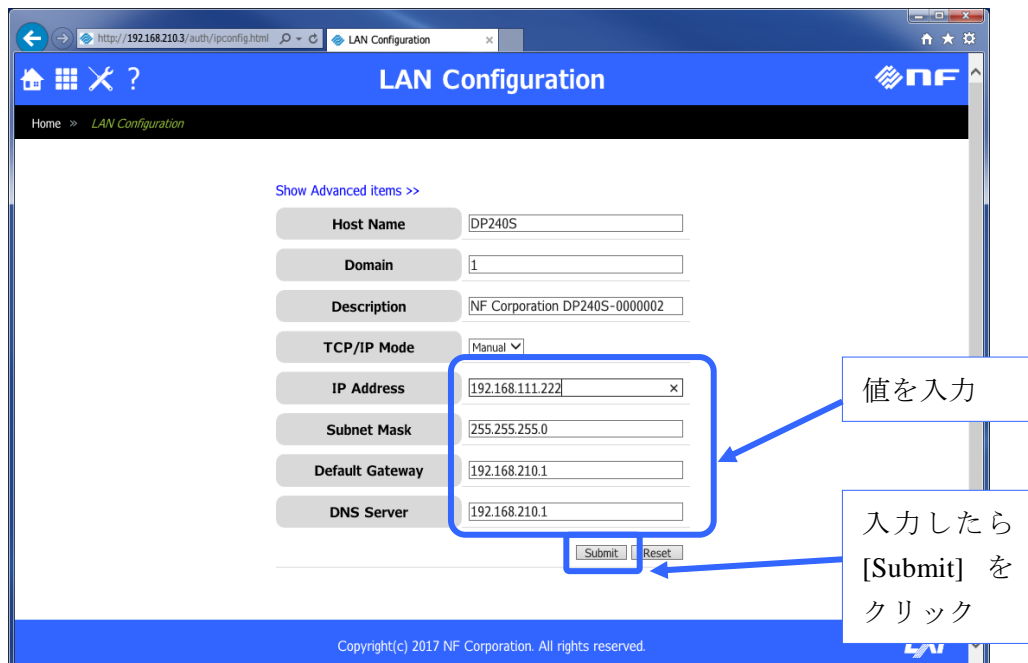 http://192.168.210.3/auth/ipconfig.html
LAN Configuration
LAN Configuration
NF
Home » LAN Configuration
Show Advanced items >>
Host Name DP240S
Domain 1
Description NF Corporation DP240S-0000002
TCP/IP Mode Manual
IP Address 192.168.111.222
Subnet Mask 255.255.255.0
Default Gateway 192.168.210.1
DNS Server 192.168.210.1
Submit Reset
値を入力
入力したら
[Submit] を
クリック
Copyright(c) 2017 NF Corporation. All rights reserved.